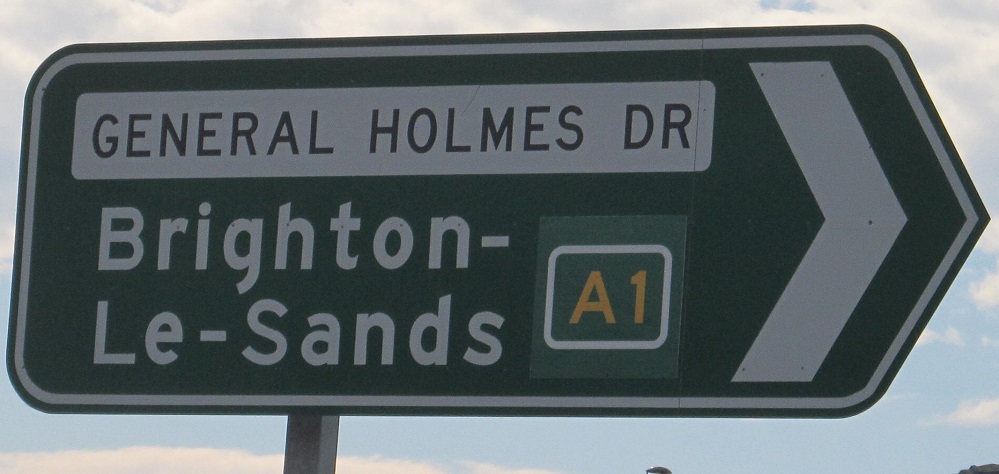 GENERAL HOLMES DR
Brighton-
Le-Sands
A1